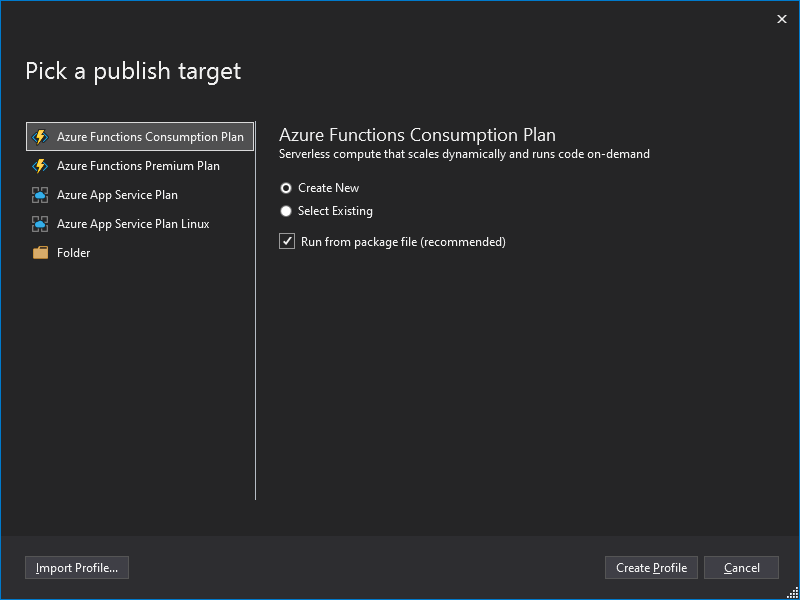 Pick a publish target
Azure Functions Consumption Plan
Azure Functions Premium Plan
Azure App Service Plan
Azure App Service Plan Linux
Folder
Azure Functions Consumption Plan
Serverless compute that scales dynamically and runs code on-demand
Create New
Select Existing
Run from package file (recommended)
Import Profile...
Create Profile
Cancel